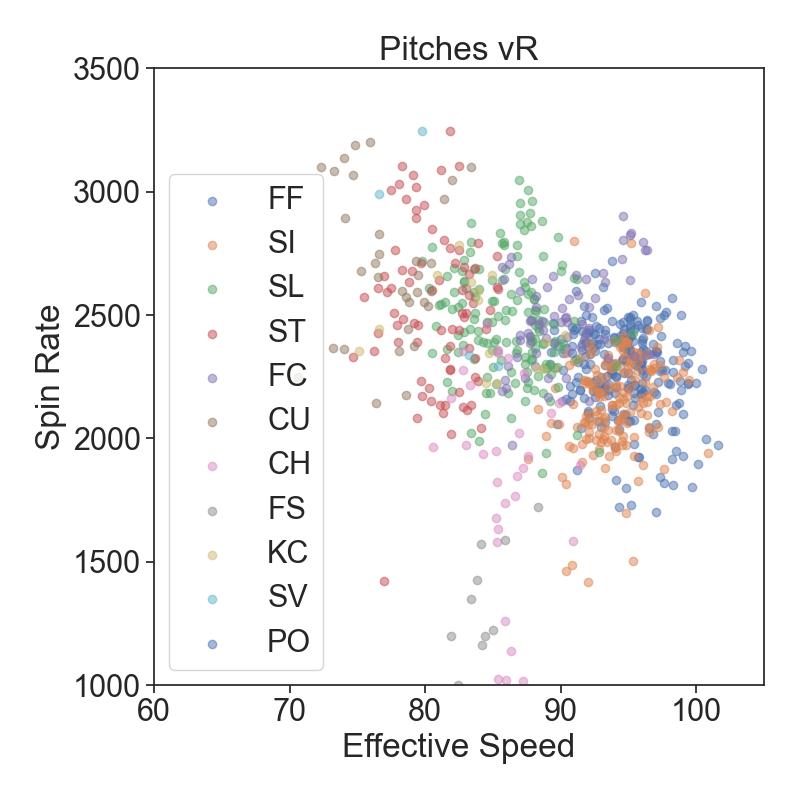 Pitches vR
3500
3000
2500
2000
1500
1000
Spin Rate
FF
SI
SL
ST
FC
CU
CH
FS
KC
SV
PO
60 70 80 90 100
Effective Speed